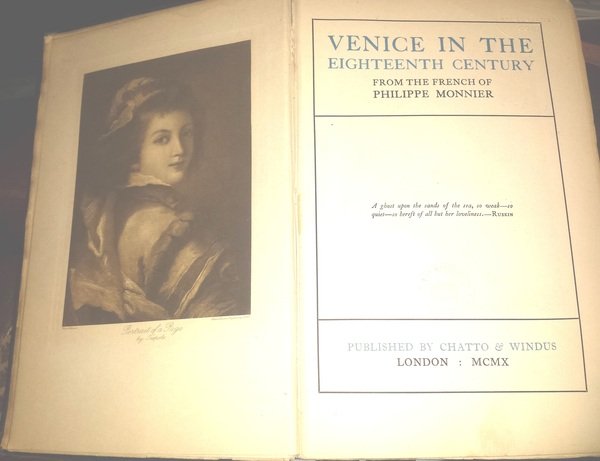 Portrait of a Page
by Tiepolo
VENICE IN THE
EIGHTEENTH CENTURY
FROM THE FRENCH OF
PHILIPPE MONNIER
A ghost upon the sands of the sea, so weak—so
quiet—so bereft of all but her loveliness.—RUSKIN
PUBLISHED BY CHATTO & WINDUS
LONDON : MCMX